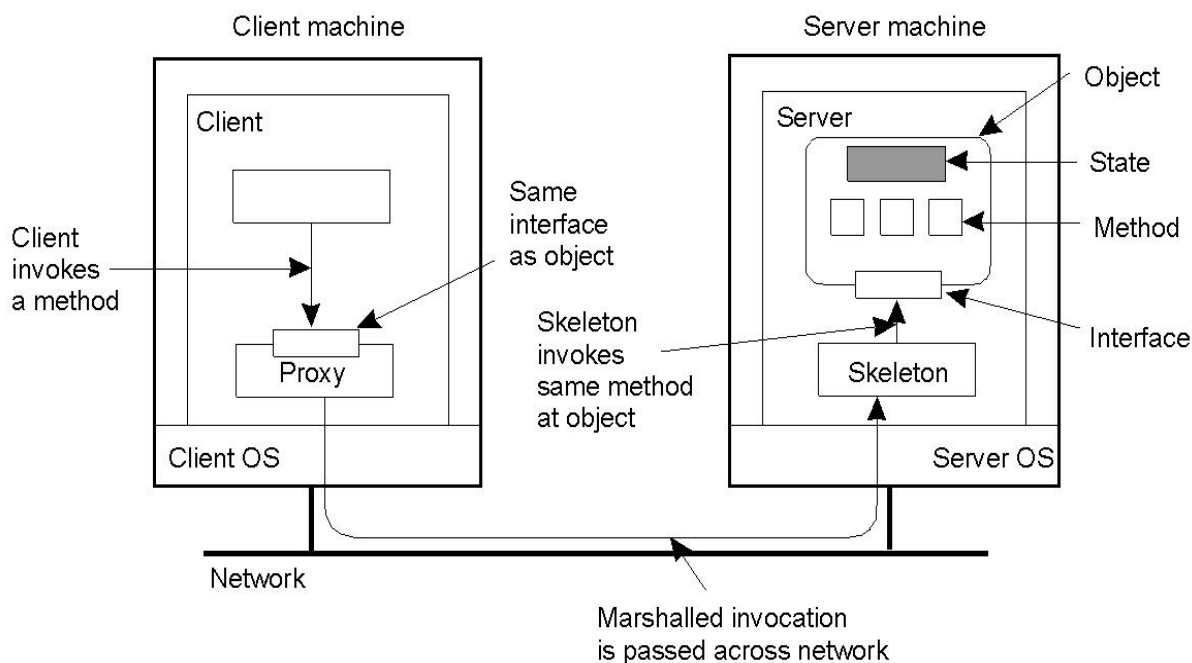 Client machine
Server machine
Object
Client
Server
State
Same
interface
as object
Method
Client
invokes
a method
Skeleton
invokes
same method
at object
Interface
Proxy
Skeleton
Client OS
Server OS
Network
Marshalled invocation
is passed across network